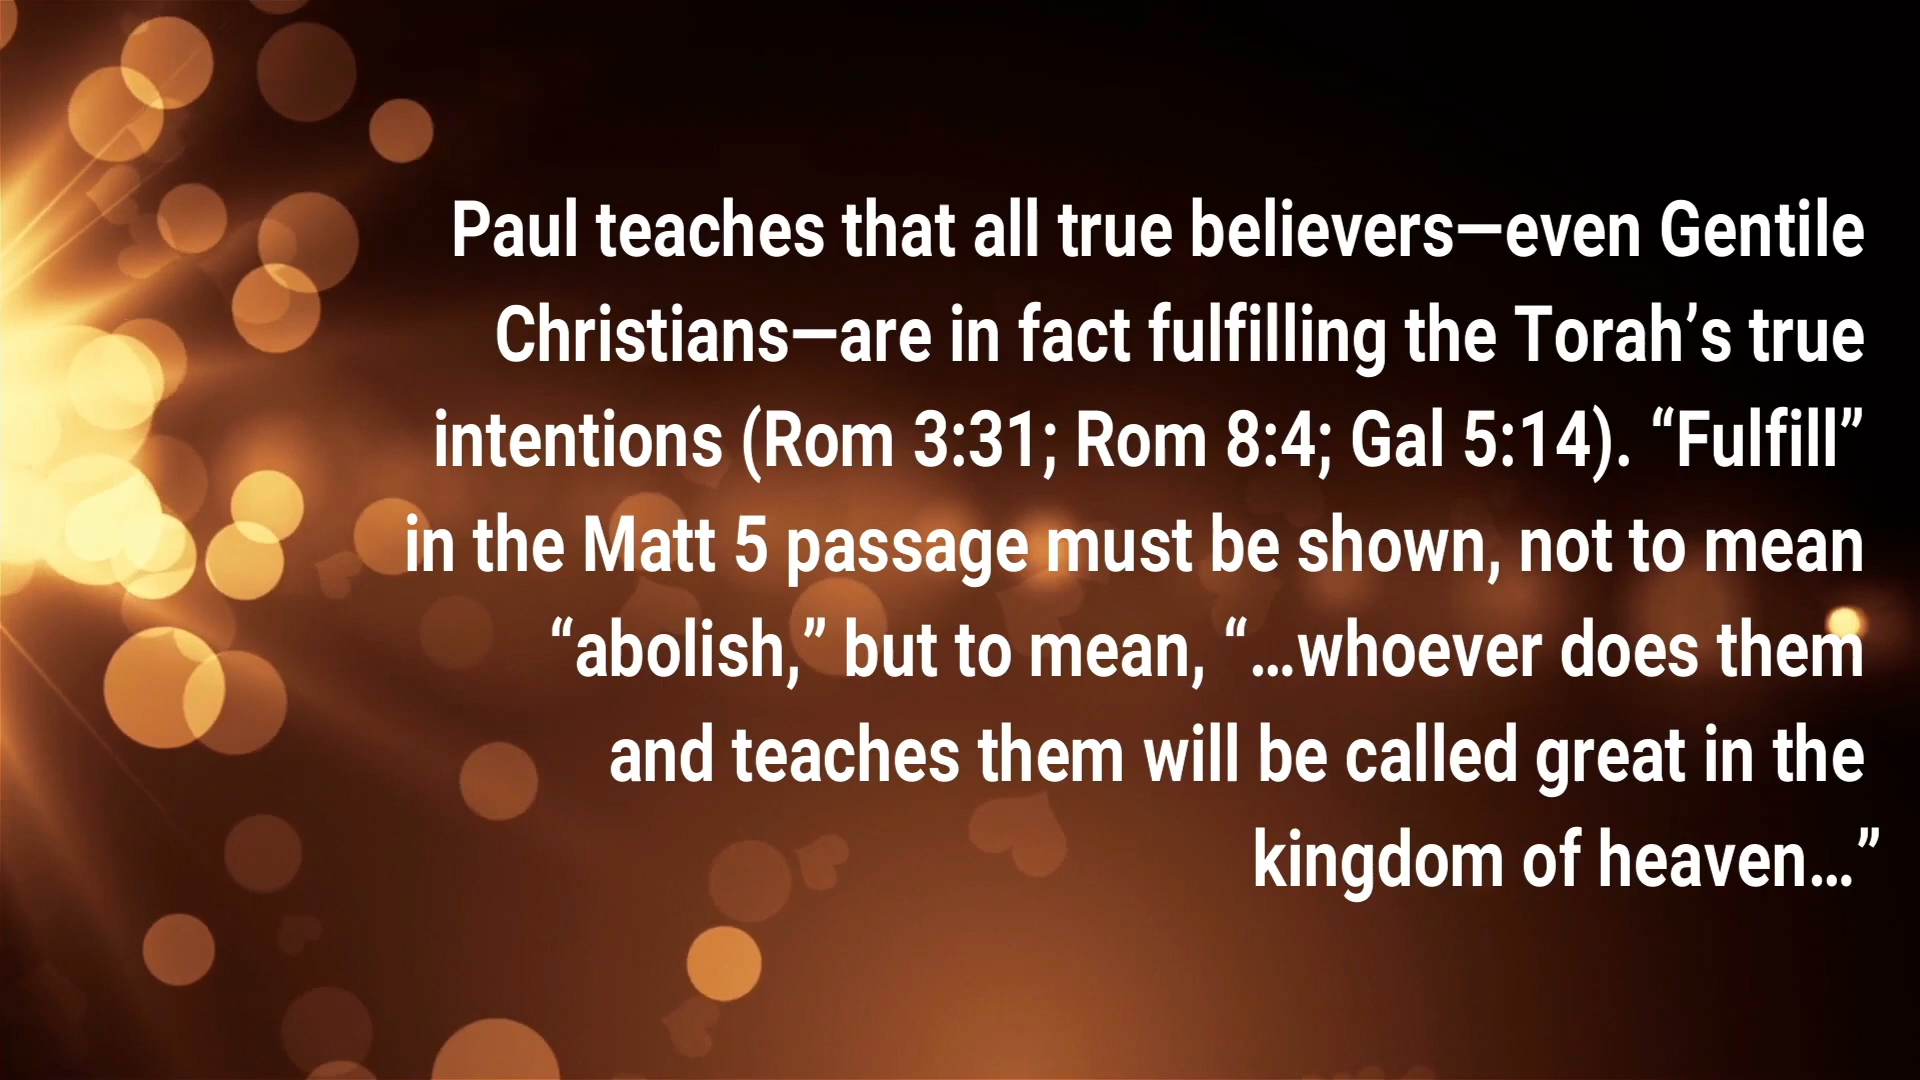 Paul teaches that all true believers—even Gentile
Christians—are in fact fulfilling the Torah’s true
intentions (Rom 3:31; Rom 8:4; Gal 5:14). “Fulfill”
in the Matt 5 passage must be shown, not to mean
“abolish,” but to mean, “…whoever does them
and teaches them will be called great in the
kingdom of heaven…”